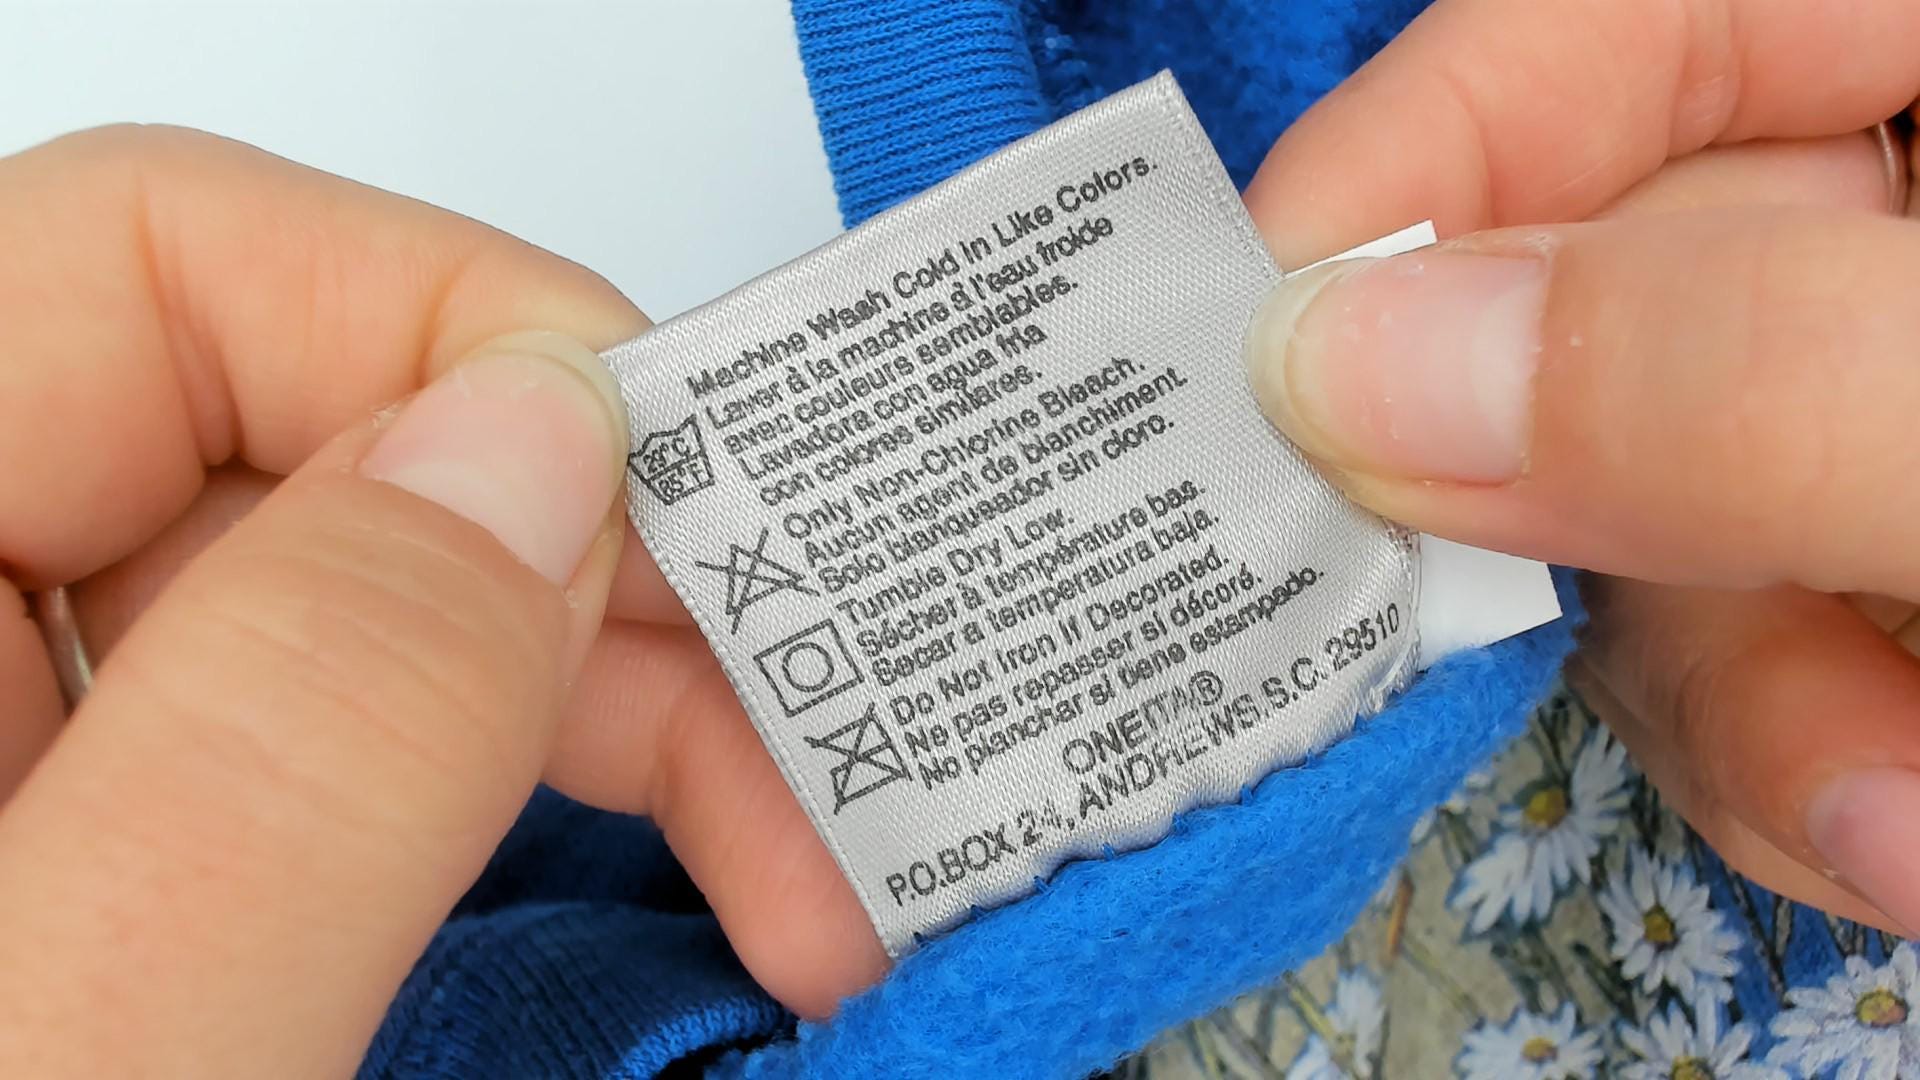 Machine Wash Cold In Like Colors.
Laver à la machine à l'eau froide
avec couleurs semblables.
Lavadora con agua fria
con colores similares.
29°C
85°F
Only Non-Chlorine Bleach.
Aucun agent de blanchiment.
Solo blanqueador sin cloro.
Tumble Dry Low.
Sécher à température bas.
Secar a temperatura baja.
Do Not Iron If Decorated.
Ne pas repasser si décoré.
No planchar si tiene estampado.
ONEITA®
P.O.BOX 24, ANDREWS, S.C. 29510